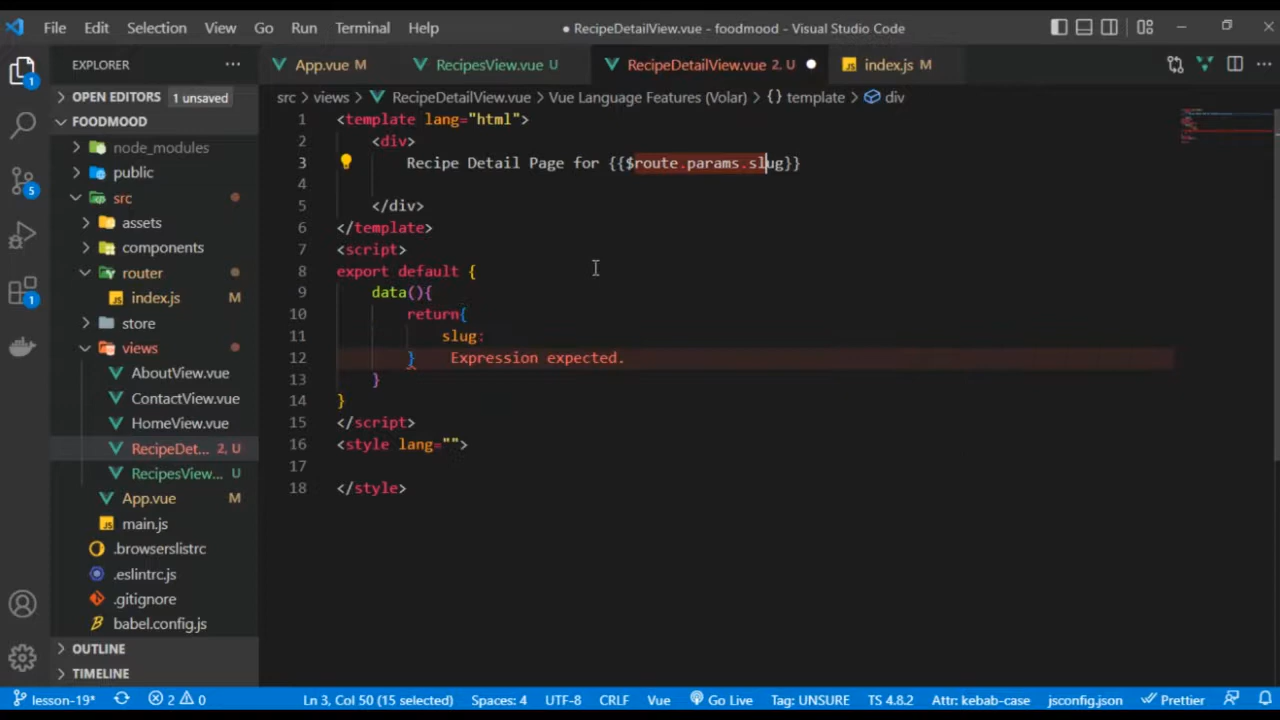 File Edit Selection View Go Run Terminal Help ● RecipeDetailView.vue - foodmood - Visual Studio Code
EXPLORER ···
App.vue M RecipesView.vue U RecipeDetailView.vue 2, U index.js M
OPEN EDITORS 1 unsaved
src > views > RecipeDetailView.vue > Vue Language Features (Volar) > {} template > div
FOODMOOD
node_modules
public
src
assets
components
router
index.js M
store
views
AboutView.vue
ContactView.vue
HomeView.vue
RecipeDet... 2, U
RecipesView... U
App.vue M
main.js
.browserslistrc
.eslintrc.js
.gitignore
babel.config.js
OUTLINE
TIMELINE
1
5
1
1 <template lang="html">
2 <div>
3 Recipe Detail Page for {{$route.params.slug}}
4
5 </div>
6 </template>
7 <script>
8 export default {
9 data(){
10 return{
11 slug:
12 } Expression expected.
13 }
14 }
15 </script>
16 <style lang="">
17
18 </style>
lesson-19* 2 0 Ln 3, Col 50 (15 selected) Spaces: 4 UTF-8 CRLF Vue Go Live Tag: UNSURE TS 4.8.2 Attr: kebab-case jsconfig.json Prettier